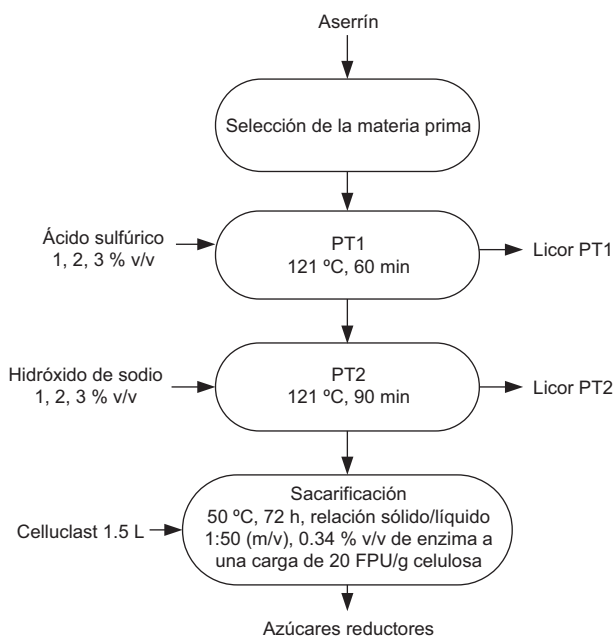 Aserrín
Selección de la materia prima
Ácido sulfúrico
1, 2, 3 % v/v
PT1
121 ºC, 60 min
Licor PT1
Hidróxido de sodio
1, 2, 3 % v/v
PT2
121 ºC, 90 min
Licor PT2
Celluclast 1.5 L
Sacarificación
50 ºC, 72 h, relación sólido/líquido
1:50 (m/v), 0.34 % v/v de enzima a
una carga de 20 FPU/g celulosa
Azúcares reductores